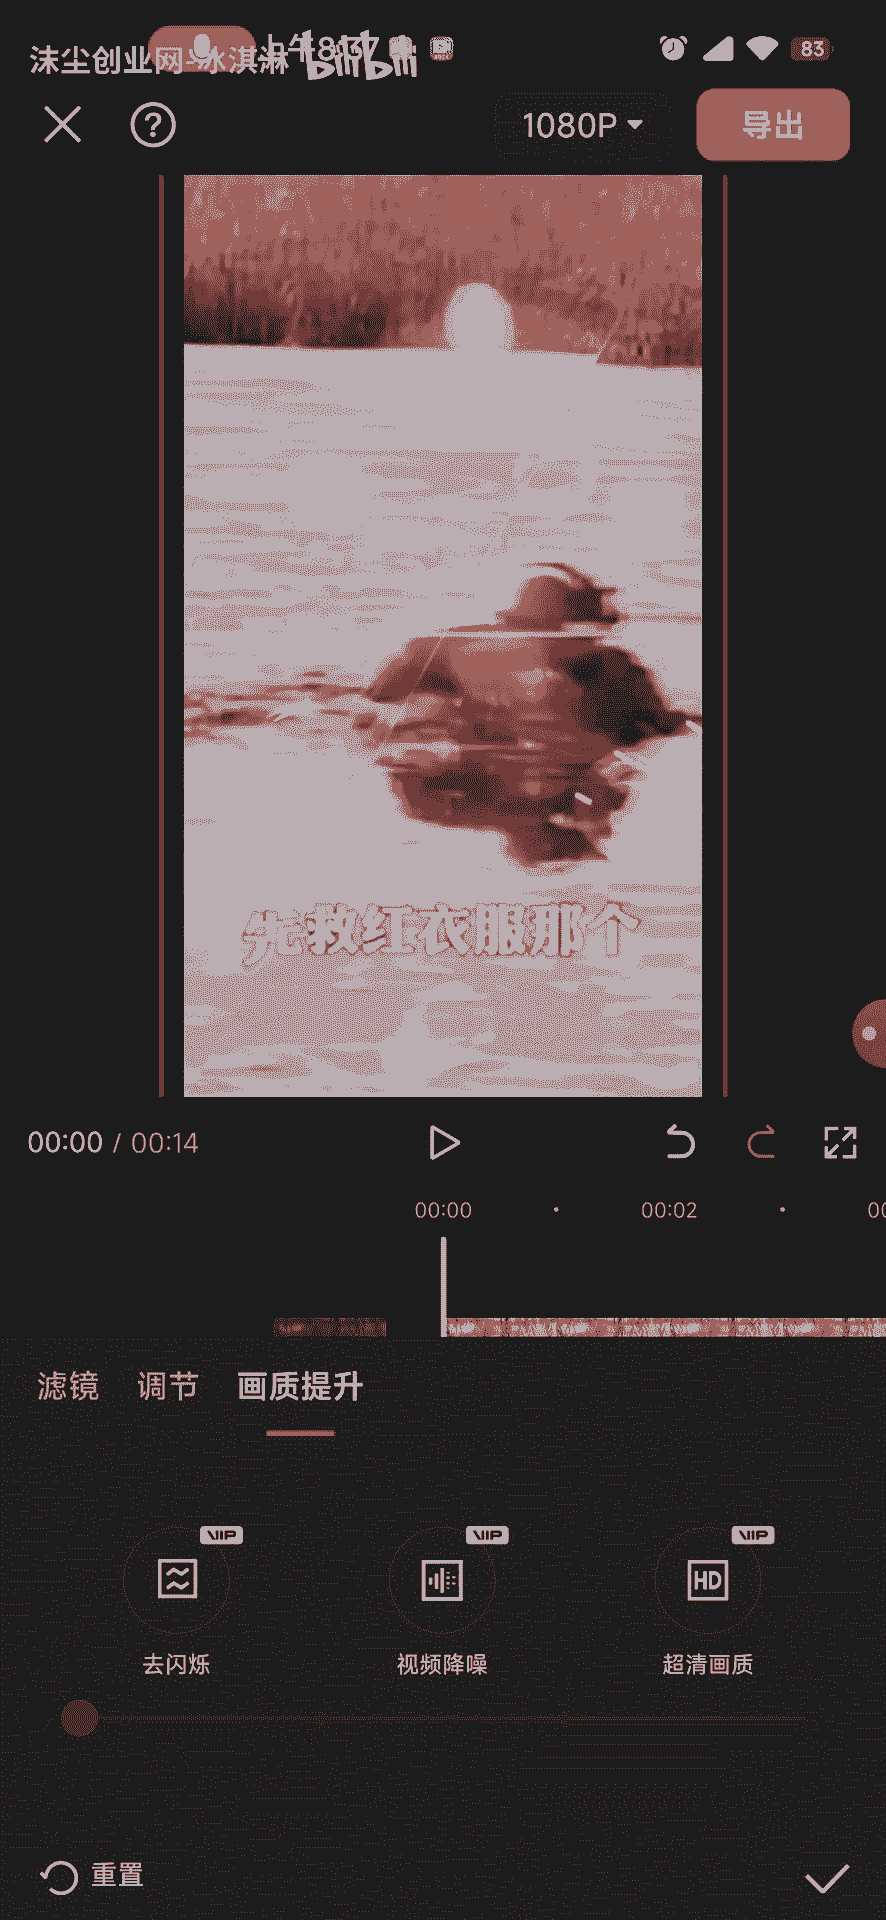 沫尘创业网-冰淇淋 bilibili
上午8:37
83
1080P
导出
先救红衣服那个
00:00 / 00:14
00:00
00:02
滤镜 调节 画质提升
VIP VIP VIP
HD
去闪烁 视频降噪 超清画质
重置